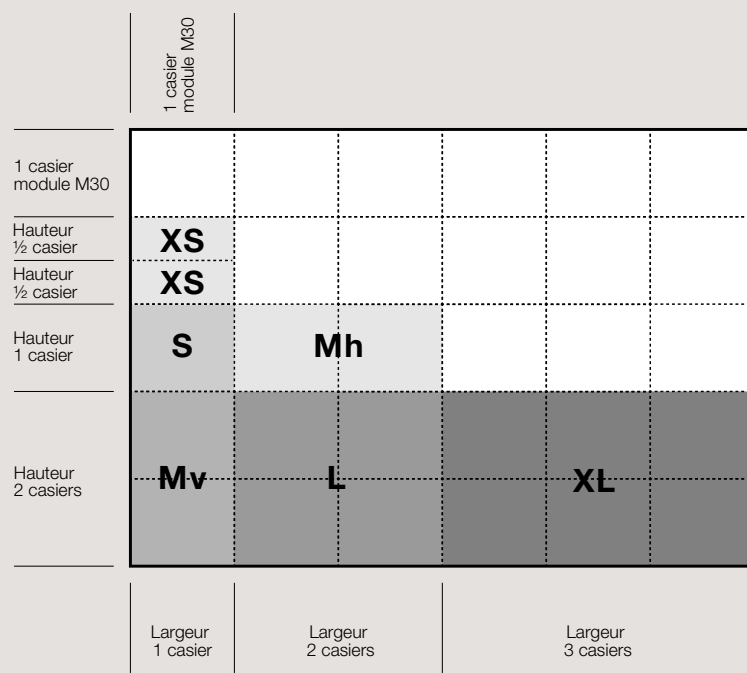 1 casier
module M30
1 casier
module M30
Hauteur
½ casier
XS
Hauteur
½ casier
XS
Hauteur
1 casier
S
Mh
Hauteur
2 casiers
Mv
L
XL
Largeur
1 casier
Largeur
2 casiers
Largeur
3 casiers